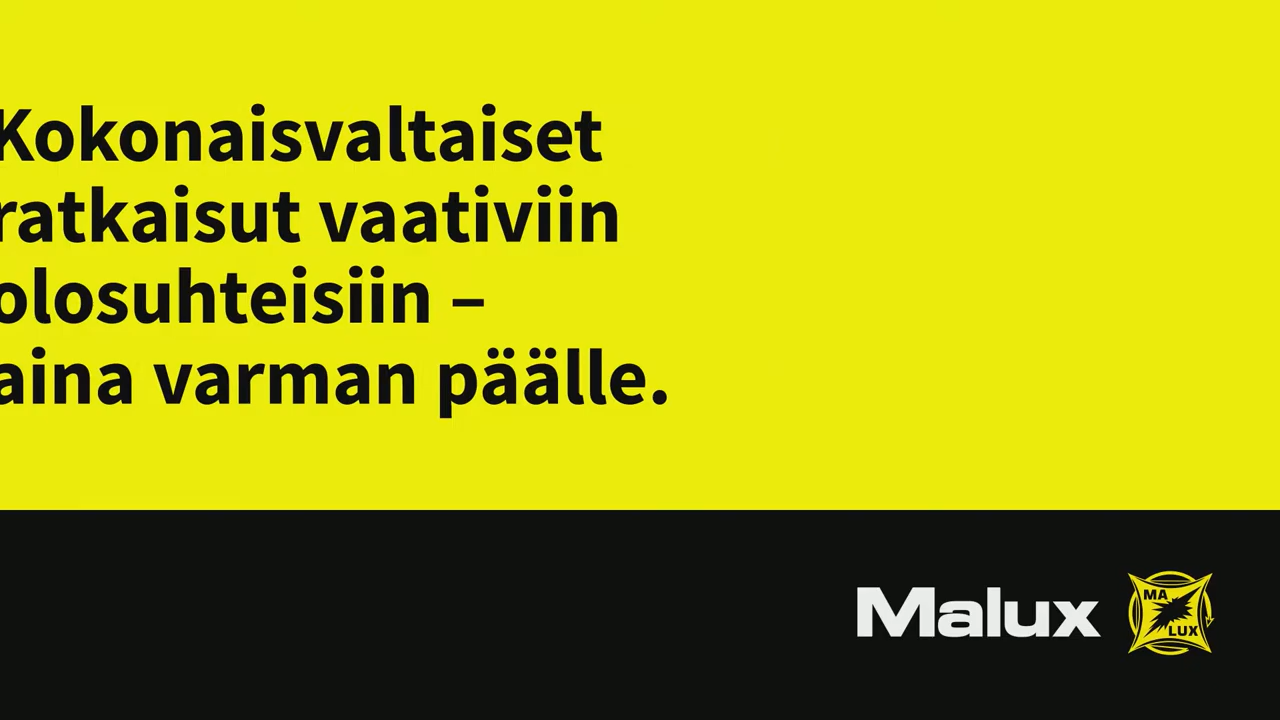 Kokonaisvaltaiset
ratkaisut vaativiin
olosuhteisiin –
aina varman päälle.
Malux
MA
LUX